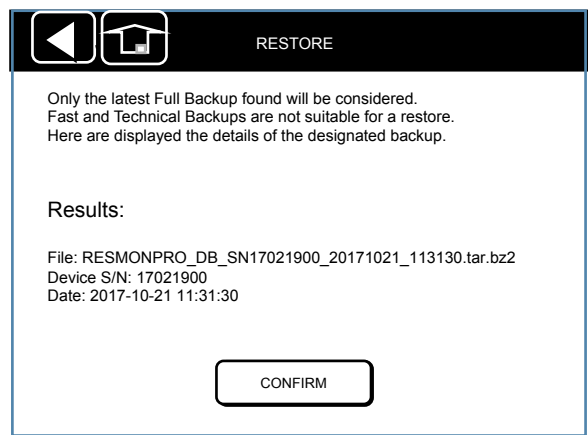 RESTORE
Only the latest Full Backup found will be considered.
Fast and Technical Backups are not suitable for a restore.
Here are displayed the details of the designated backup.
Results:
File: RESMONPRO_DB_SN17021900_20171021_113130.tar.bz2
Device S/N: 17021900
Date: 2017-10-21 11:31:30
CONFIRM